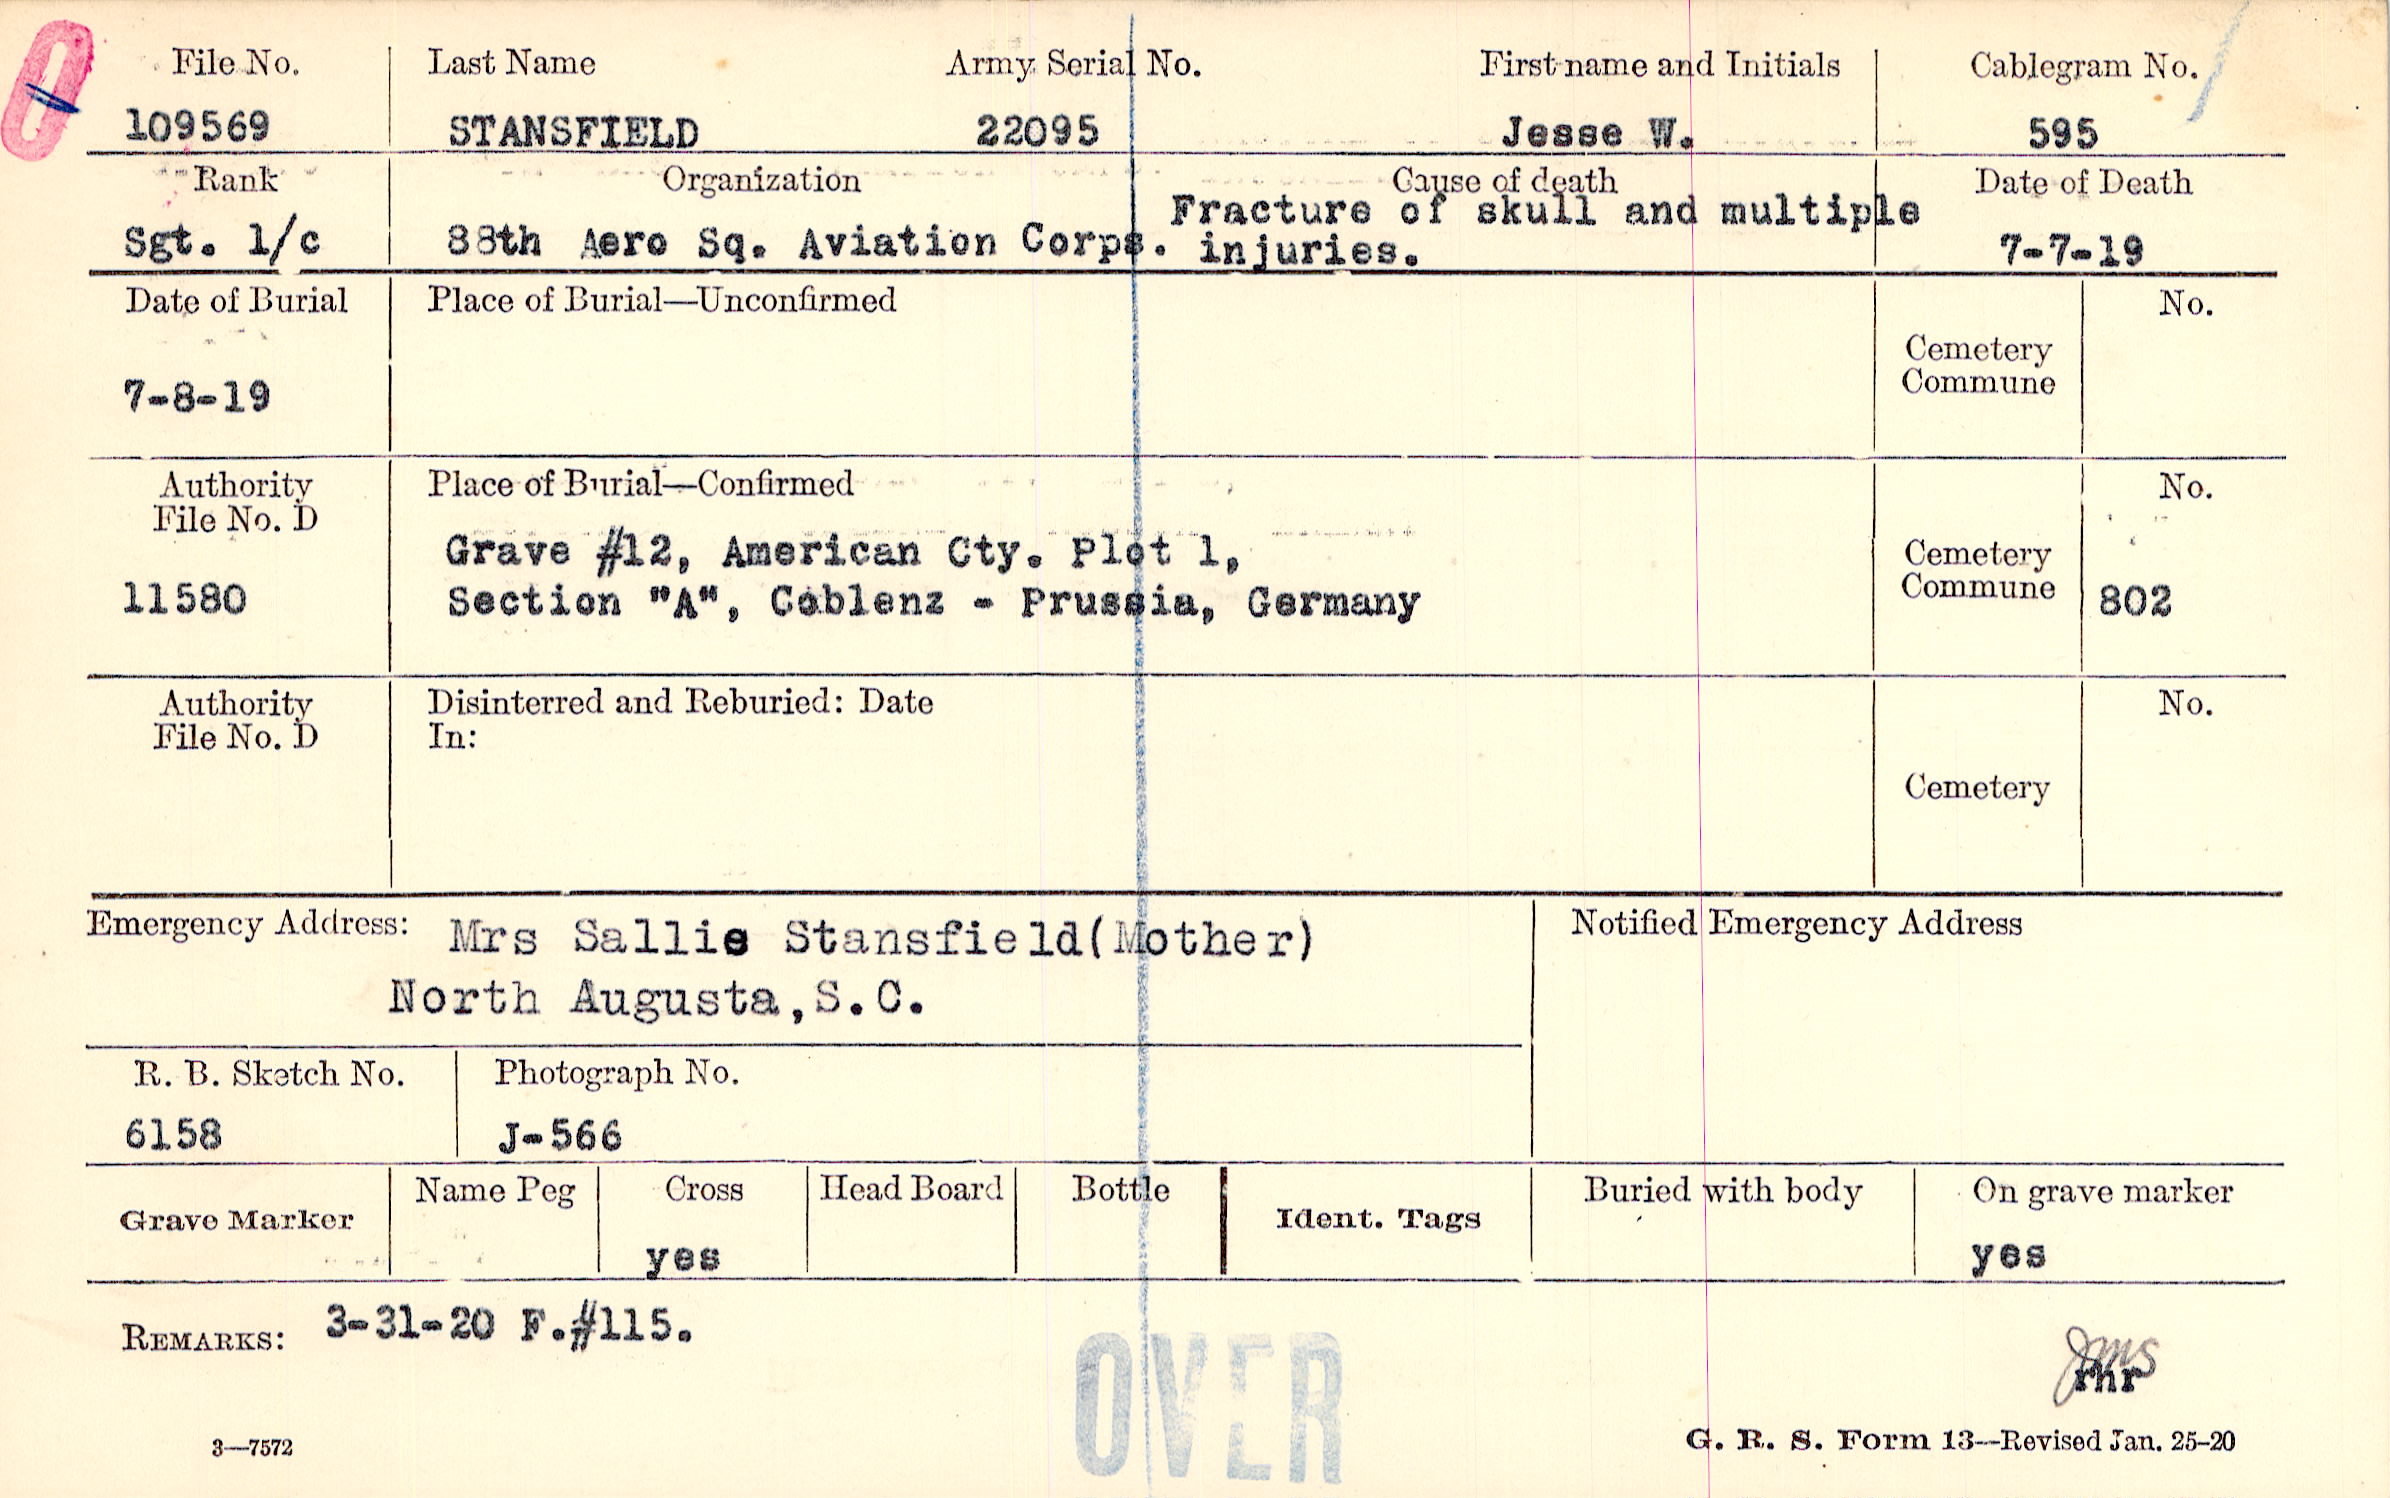 File No. Last Name Army Serial No. First name and Initials Cablegram No.
109569 STANSFIELD 22095 Jesse W. 595
Rank Organization Cause of death Date of Death
Sgt. 1/c 88th Aero Sq. Aviation Corps. Fracture of skull and multiple
injuries. 7-7-19
Date of Burial Place of Burial—Unconfirmed No.
Cemetery
Commune
7-8-19
Authority Place of Burial—Confirmed No.
File No. D
Grave #12, American Cty. Plot 1, Cemetery
11580 Section "A", Coblenz - Prussia, Germany Commune 802
Authority Disinterred and Reburied: Date No.
File No. D In:
Cemetery
Emergency Address: Mrs Sallie Stansfield(Mother) Notified Emergency Address
North Augusta,S.C.
R. B. Sketch No. Photograph No.
6158 J-566
Grave Marker Name Peg Cross Head Board Bottle Ident. Tags Buried with body On grave marker
yes yes
REMARKS: 3-31-20 F.#115.
OVER
jms
rhr
3—7572 G. R. S. Form 13—Revised Jan. 25-20